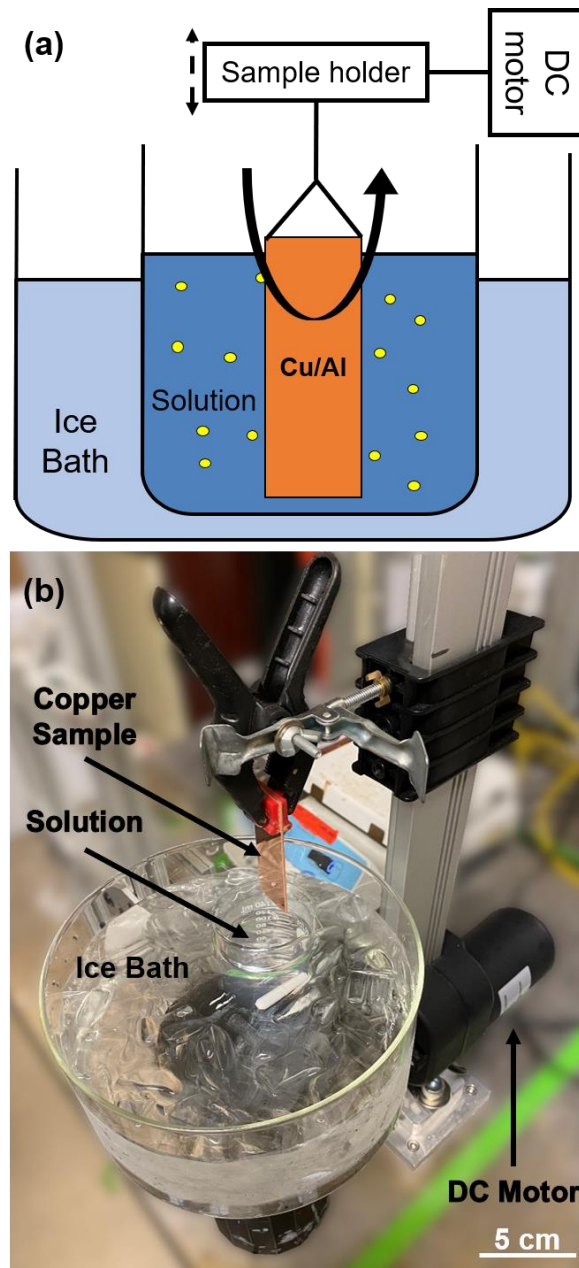 (a)
Sample holder
DC
motor
Cu/Al
Solution
Ice
Bath
(b)
Copper
Sample
Solution
Ice Bath
DC Motor
5 cm